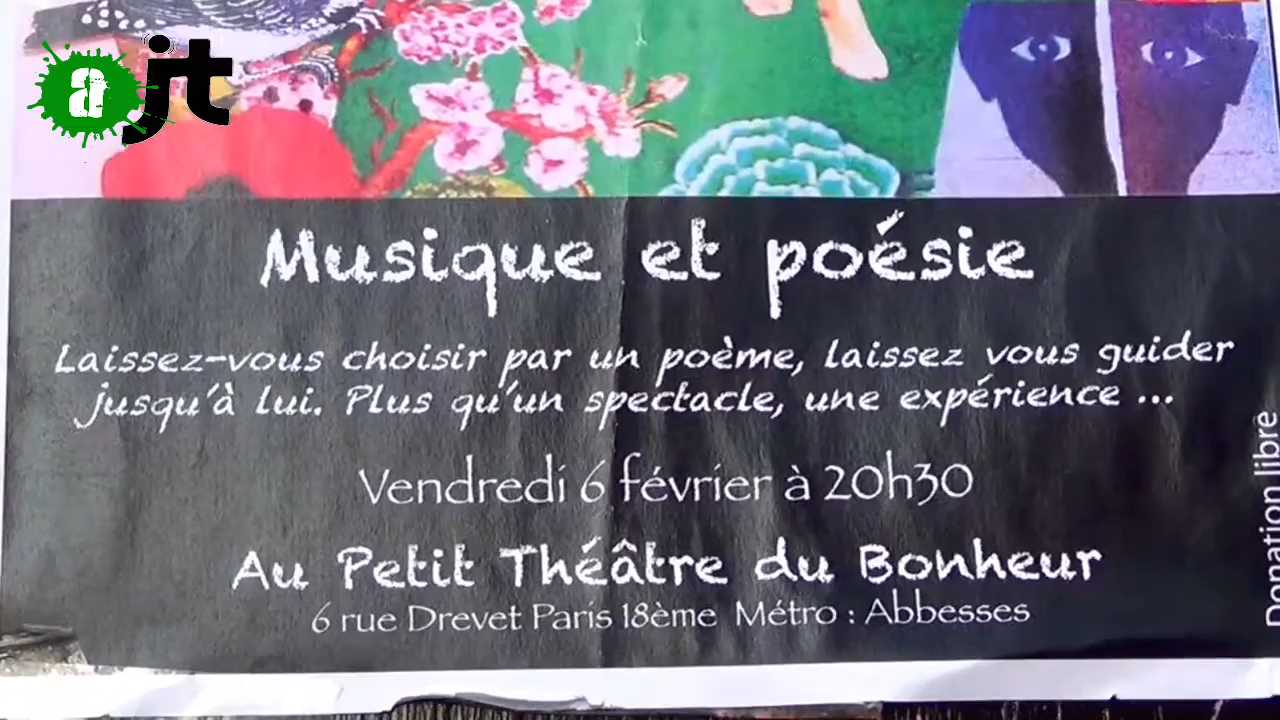 ajt
Musique et poésie
Laissez-vous choisir par un poème, laissez vous guider
jusqu'à lui. Plus qu'un spectacle, une expérience ...
Vendredi 6 février à 20h30
Au Petit Théâtre du Bonheur
6 rue Drevet Paris 18ème Métro : Abbesses
Donation libre